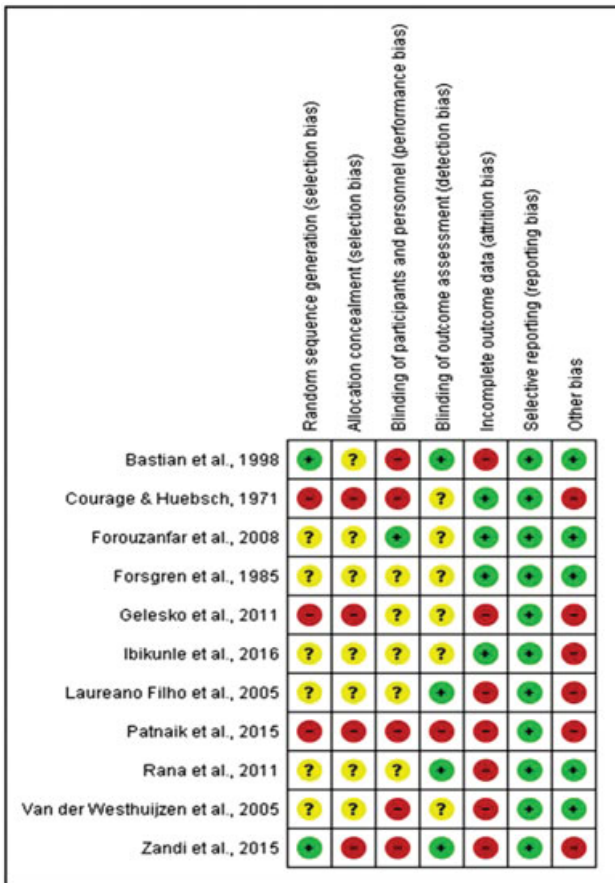 Random sequence generation (selection bias)
Allocation concealment (selection bias)
Blinding of participants and personnel (performance bias)
Blinding of outcome assessment (detection bias)
Incomplete outcome data (attrition bias)
Selective reporting (reporting bias)
Other bias
Bastian et al., 1998 + ? - + - + +
Courage & Huebsch, 1971 - - - ? + + -
Forouzanfar et al., 2008 ? ? + ? + + +
Forsgren et al., 1985 ? ? ? ? + + +
Gelesko et al., 2011 - - ? ? - + -
Ibikunle et al., 2016 ? ? ? ? + + -
Laureano Filho et al., 2005 ? ? ? + - + -
Patnaik et al., 2015 - - - - - + -
Rana et al., 2011 ? ? ? + - + +
Van der Westhuijzen et al., 2005 ? ? - ? - + +
Zandi et al., 2015 + - - + - + -